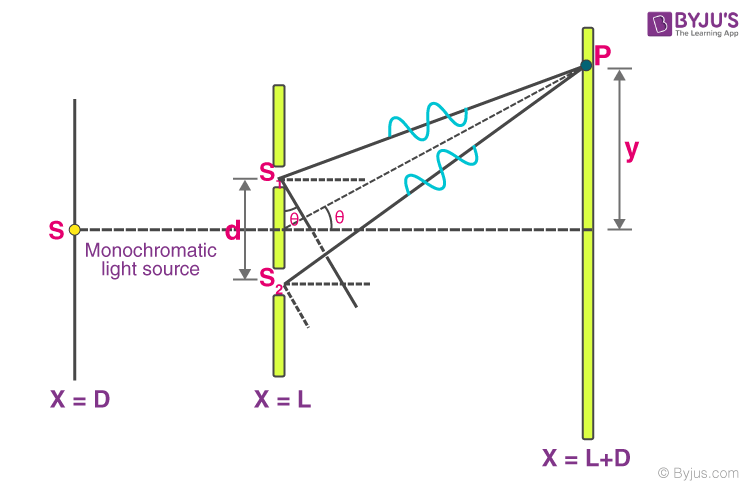 BYJU'S
The Learning App
P
S1
y
θ
θ
S
d
Monochromatic
light source
S2
X = D
X = L
X = L+D
© Byjus.com